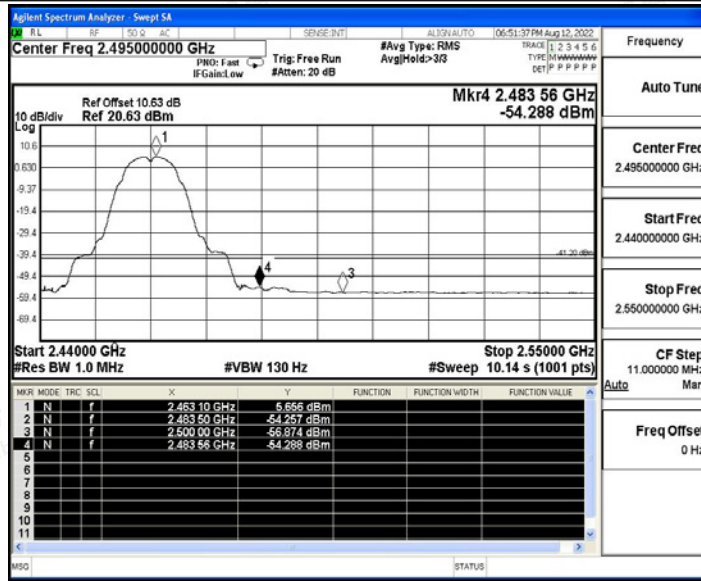 Agilent Spectrum Analyzer - Swept SA
RL RF 50 Ω AC SENSE:INT ALIGNAUTO 06:51:37 PM Aug 12, 2022
Center Freq 2.495000000 GHz
PNO: Fast
IFGain:Low
Trig: Free Run
#Atten: 20 dB
#Avg Type: RMS
Avg|Hold:>3/3
TRACE 1 2 3 4 5 6
TYPE M WWWWW
DET P P P P P P
Frequency
Auto Tune
Center Freq
2.495000000 GHz
Start Freq
2.440000000 GHz
Stop Freq
2.550000000 GHz
CF Step
11.000000 MHz
Auto Man
Freq Offset
0 Hz
Mkr4 2.483 56 GHz
-54.288 dBm
Ref Offset 10.63 dB
10 dB/div Ref 20.63 dBm
Log
10.6
0.630
-9.37
-19.4
-29.4
-39.4
-49.4
-59.4
-69.4
1
4
3
-41.20 dBm
Start 2.44000 GHz Stop 2.55000 GHz
#Res BW 1.0 MHz #VBW 130 Hz #Sweep 10.14 s (1001 pts)
MKR MODE TRC SCL X Y FUNCTION FUNCTION WIDTH FUNCTION VALUE
1 N f 2.463 10 GHz 5.656 dBm
2 N f 2.483 50 GHz -54.257 dBm
3 N f 2.500 00 GHz -56.874 dBm
4 N f 2.483 56 GHz -54.288 dBm
5
6
7
8
9
10
11
MSG STATUS